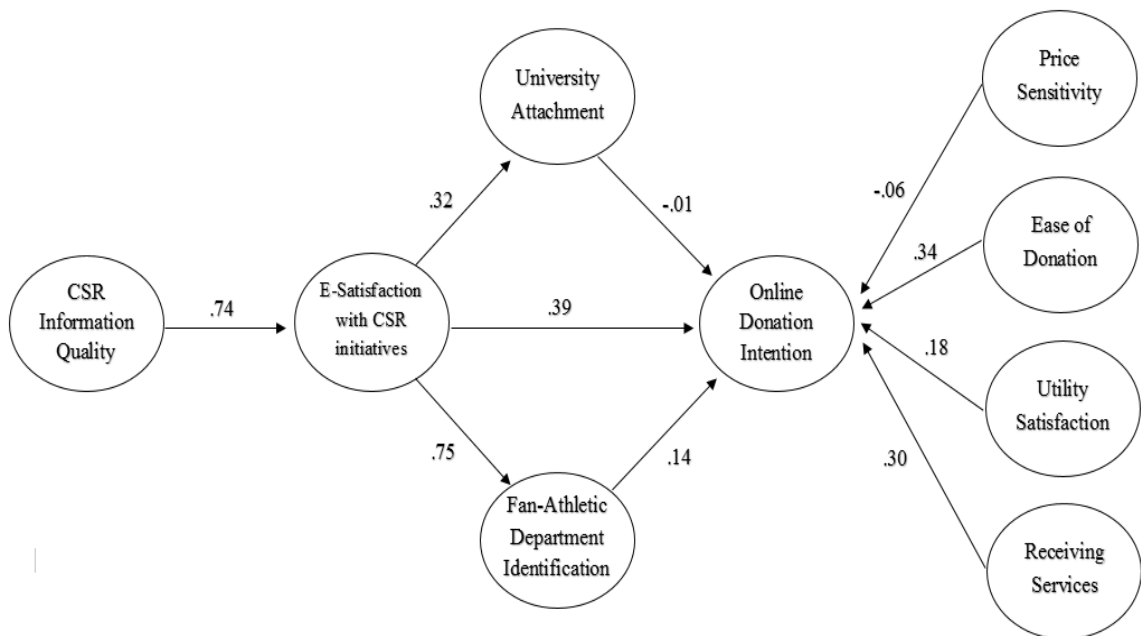 University
Attachment
Price
Sensitivity
.32
-.01
-.06
Ease of
Donation
.34
CSR
Information
Quality
.74
E-Satisfaction
with CSR
initiatives
.39
Online
Donation
Intention
.18
Utility
Satisfaction
.75
.14
.30
Fan-Athletic
Department
Identification
Receiving
Services